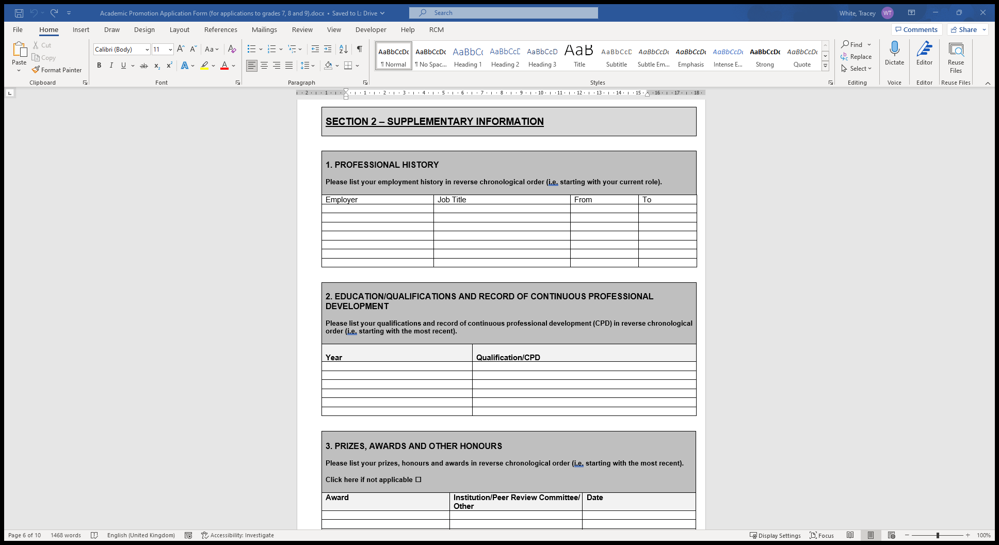 Academic Promotion Application Form (for applications to grades 7, 8 and 9).docx • Saved to L: Drive
Search
White, Tracey
WT
File Home Insert Draw Design Layout References Mailings Review View Developer Help RCM
Comments
Share
Paste
Cut
Copy
Format Painter
Clipboard
Calibri (Body)
11
Font
Paragraph
AaBbCcDc
¶ Normal
AaBbCcDc
¶ No Spac...
AaBbCc
Heading 1
AaBbCcD
Heading 2
AaBbCcD
Heading 3
AaB
Title
AaBbCcD
Subtitle
AaBbCcDc
Subtle Em...
AaBbCcDc
Emphasis
AaBbCcDc
Intense E...
AaBbCcDc
Strong
AaBbCcDc
Quote
Styles
Find
Replace
Select
Editing
Dictate
Voice
Editor
Editor
Reuse
Files
Reuse Files
2 1 1 2 3 4 5 6 7 8 9 10 11 12 13 14 15 16 17 18
SECTION 2 – SUPPLEMENTARY INFORMATION
1. PROFESSIONAL HISTORY
Please list your employment history in reverse chronological order (i.e. starting with your current role).
Employer Job Title From To
2. EDUCATION/QUALIFICATIONS AND RECORD OF CONTINUOUS PROFESSIONAL
DEVELOPMENT
Please list your qualifications and record of continuous professional development (CPD) in reverse chronological
order (i.e. starting with the most recent).
Year Qualification/CPD
3. PRIZES, AWARDS AND OTHER HONOURS
Please list your prizes, honours and awards in reverse chronological order (i.e. starting with the most recent).
Click here if not applicable ☐
Award Institution/Peer Review Committee/ Date
Other
Page 6 of 10 1468 words English (United Kingdom) Accessibility: Investigate Display Settings Focus 100%